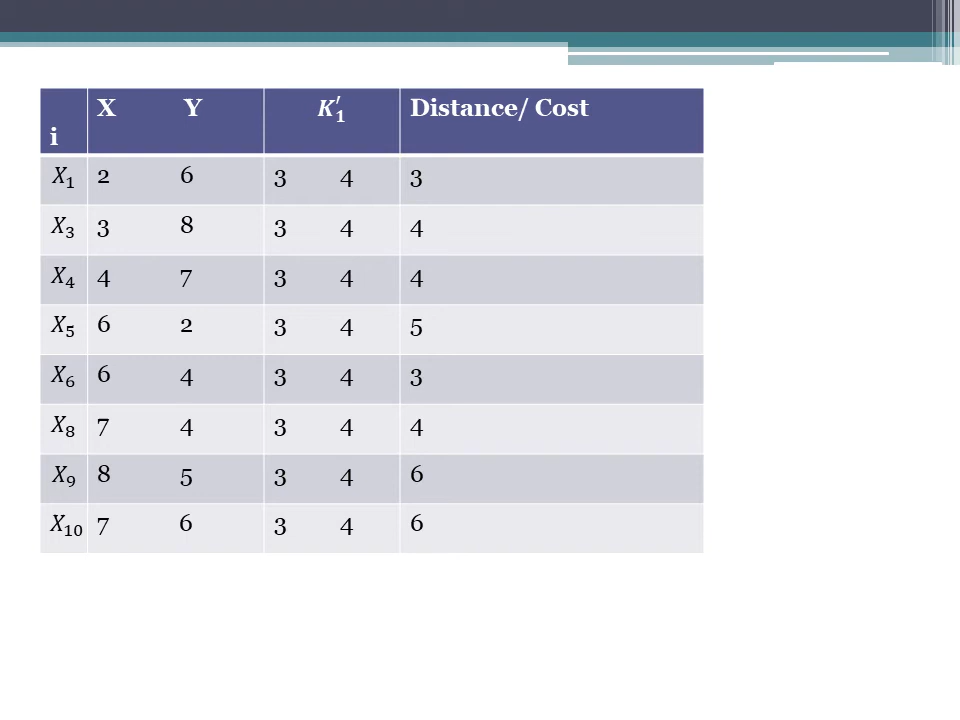 i X Y K′₁ Distance/ Cost
X₁ 2 6 3 4 3
X₃ 3 8 3 4 4
X₄ 4 7 3 4 4
X₅ 6 2 3 4 5
X₆ 6 4 3 4 3
X₈ 7 4 3 4 4
X₉ 8 5 3 4 6
X₁₀ 7 6 3 4 6